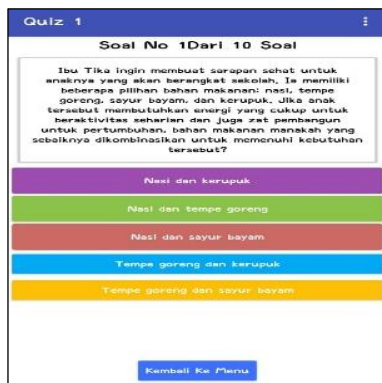 Quiz 1
Soal No 1Dari 10 Soal
Ibu Tika ingin membuat sarapan sehat untuk
anaknya yang akan berangkat sekolah. Ia memiliki
beberapa pilihan bahan makanan: nasi, tempe
goreng, sayur bayam, dan kerupuk. Jika anak
tersebut membutuhkan energi yang cukup untuk
beraktivitas seharian dan juga zat pembangun
untuk pertumbuhan, bahan makanan manakah yang
sebaiknya dikombinasikan untuk memenuhi kebutuhan
tersebut?
Nasi dan kerupuk
Nasi dan tempe goreng
Nasi dan sayur bayam
Tempe goreng dan kerupuk
Tempe goreng dan sayur bayam
Kembali Ke Menu